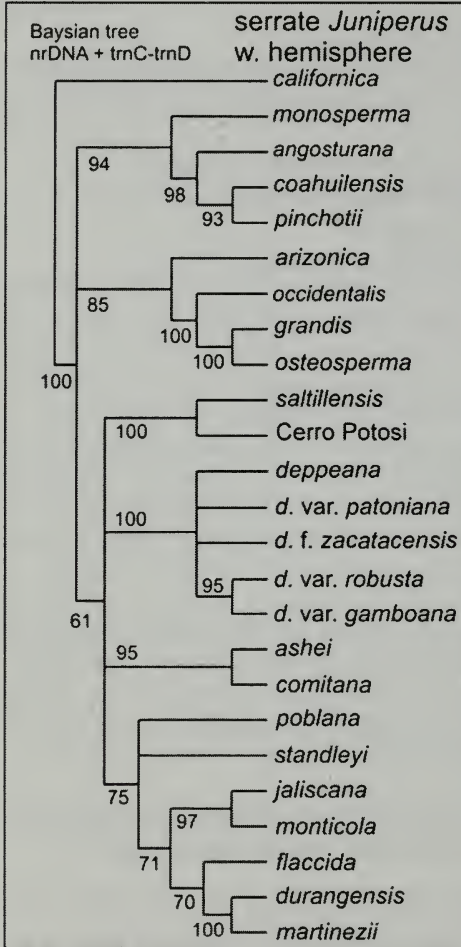 Baysian tree
nrDNA + trnC-trnD
serrate Juniperus
w. hemisphere
californica
monosperma
94
angosturana
98
coahuilensis
93
pinchotii
arizonica
85
occidentalis
100
grandis
100
osteosperma
100
saltillensis
100
Cerro Potosi
deppeana
100
d. var. patoniana
d. f. zacatacensis
95
d. var. robusta
61
d. var. gamboana
95
ashei
comitana
poblana
standleyi
75
jaliscana
97
monticola
71
flaccida
70
durangensis
100
martinezii